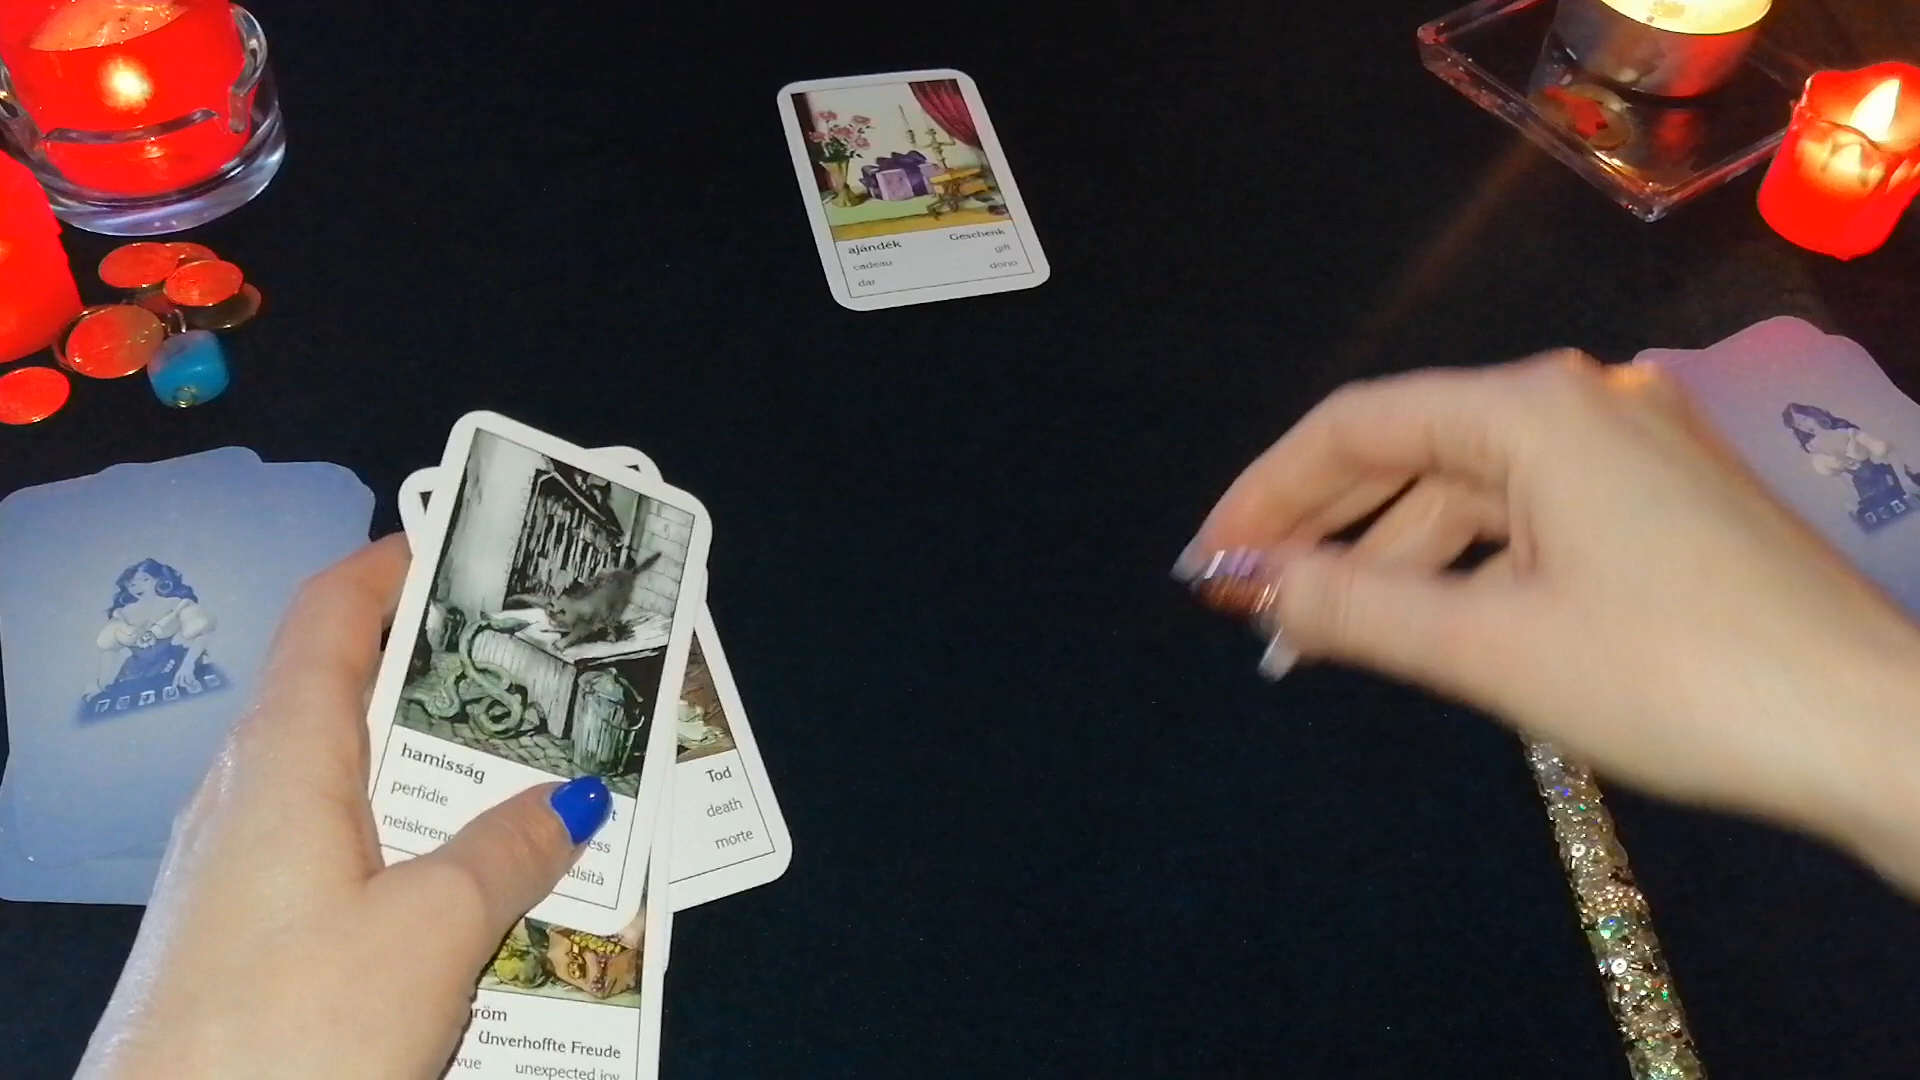 ajándék Geschenk
cadeau gift
dar dono
hamisság
perfidie
Tod
death
morte
Unverhoffte Freude
unexpected joy